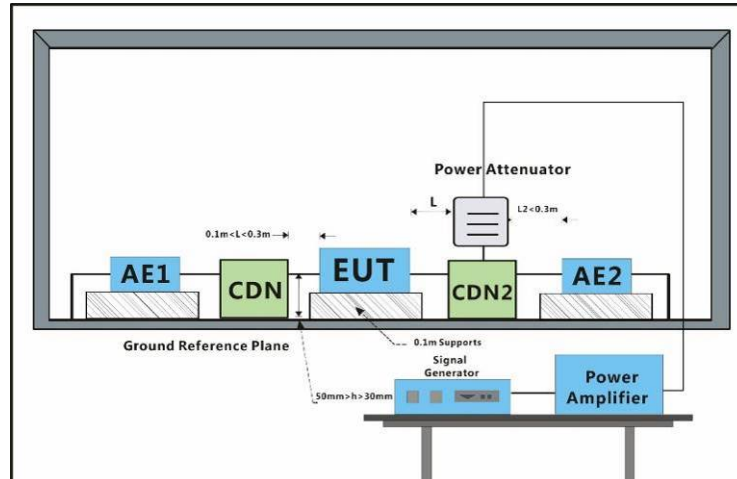 Power Attenuator
L
L2<0.3m
0.1m<L<0.3m
AE1
CDN
EUT
CDN2
AE2
Ground Reference Plane
0.1m Supports
Signal
Generator
50mm>h>30mm
Power
Amplifier